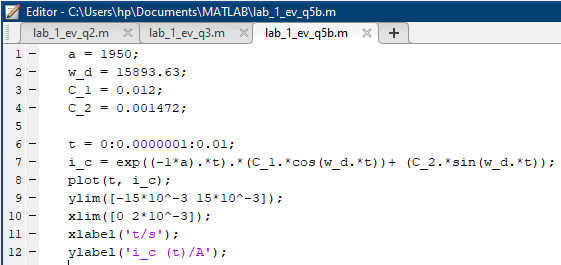 Editor - C:\Users\hp\Documents\MATLAB\lab_1_ev_q5b.m
lab_1_ev_q2.m × lab_1_ev_q3.m × lab_1_ev_q5b.m × +
1 - a = 1950;
2 - w_d = 15893.63;
3 - C_1 = 0.012;
4 - C_2 = 0.001472;
5
6 - t = 0:0.0000001:0.01;
7 - i_c = exp((-1*a).*t).*(C_1.*cos(w_d.*t))+ (C_2.*sin(w_d.*t));
8 - plot(t, i_c);
9 - ylim([-15*10^-3 15*10^-3]);
10 - xlim([0 2*10^-3]);
11 - xlabel('t/s');
12 - ylabel('i_c (t)/A');